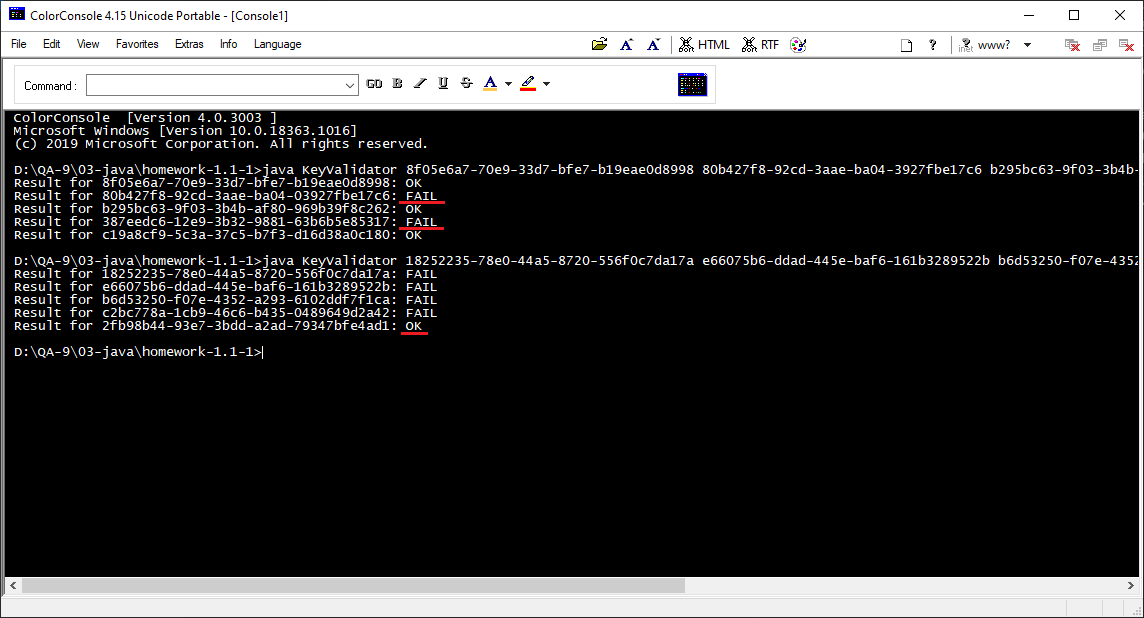 ColorConsole 4.15 Unicode Portable - [Console1]
File Edit View Favorites Extras Info Language HTML RTF ? www?
Command : GO B I U S A
ColorConsole  [Version 4.0.3003 ]
Microsoft Windows [Version 10.0.18363.1016]
(c) 2019 Microsoft Corporation. All rights reserved.
D:\QA-9\03-java\homework-1.1-1>java KeyValidator 8f05e6a7-70e9-33d7-bfe7-b19eae0d8998 80b427f8-92cd-3aae-ba04-3927fbe17c6 b295bc63-9f03-3b4b-
Result for 8f05e6a7-70e9-33d7-bfe7-b19eae0d8998: OK
Result for 80b427f8-92cd-3aae-ba04-03927fbe17c6: FAIL
Result for b295bc63-9f03-3b4b-af80-969b39f8c262: OK
Result for 387eedc6-12e9-3b32-9881-63b6b5e85317: FAIL
Result for c19a8cf9-5c3a-37c5-b7f3-d16d38a0c180: OK
D:\QA-9\03-java\homework-1.1-1>java KeyValidator 18252235-78e0-44a5-8720-556f0c7da17a e66075b6-ddad-445e-baf6-161b3289522b b6d53250-f07e-4352
Result for 18252235-78e0-44a5-8720-556f0c7da17a: FAIL
Result for e66075b6-ddad-445e-baf6-161b3289522b: FAIL
Result for b6d53250-f07e-4352-a293-6102ddf7f1ca: FAIL
Result for c2bc778a-1cb9-46c6-b435-0489649d2a42: FAIL
Result for 2fb98b44-93e7-3bdd-a2ad-79347bfe4ad1: OK
D:\QA-9\03-java\homework-1.1-1>